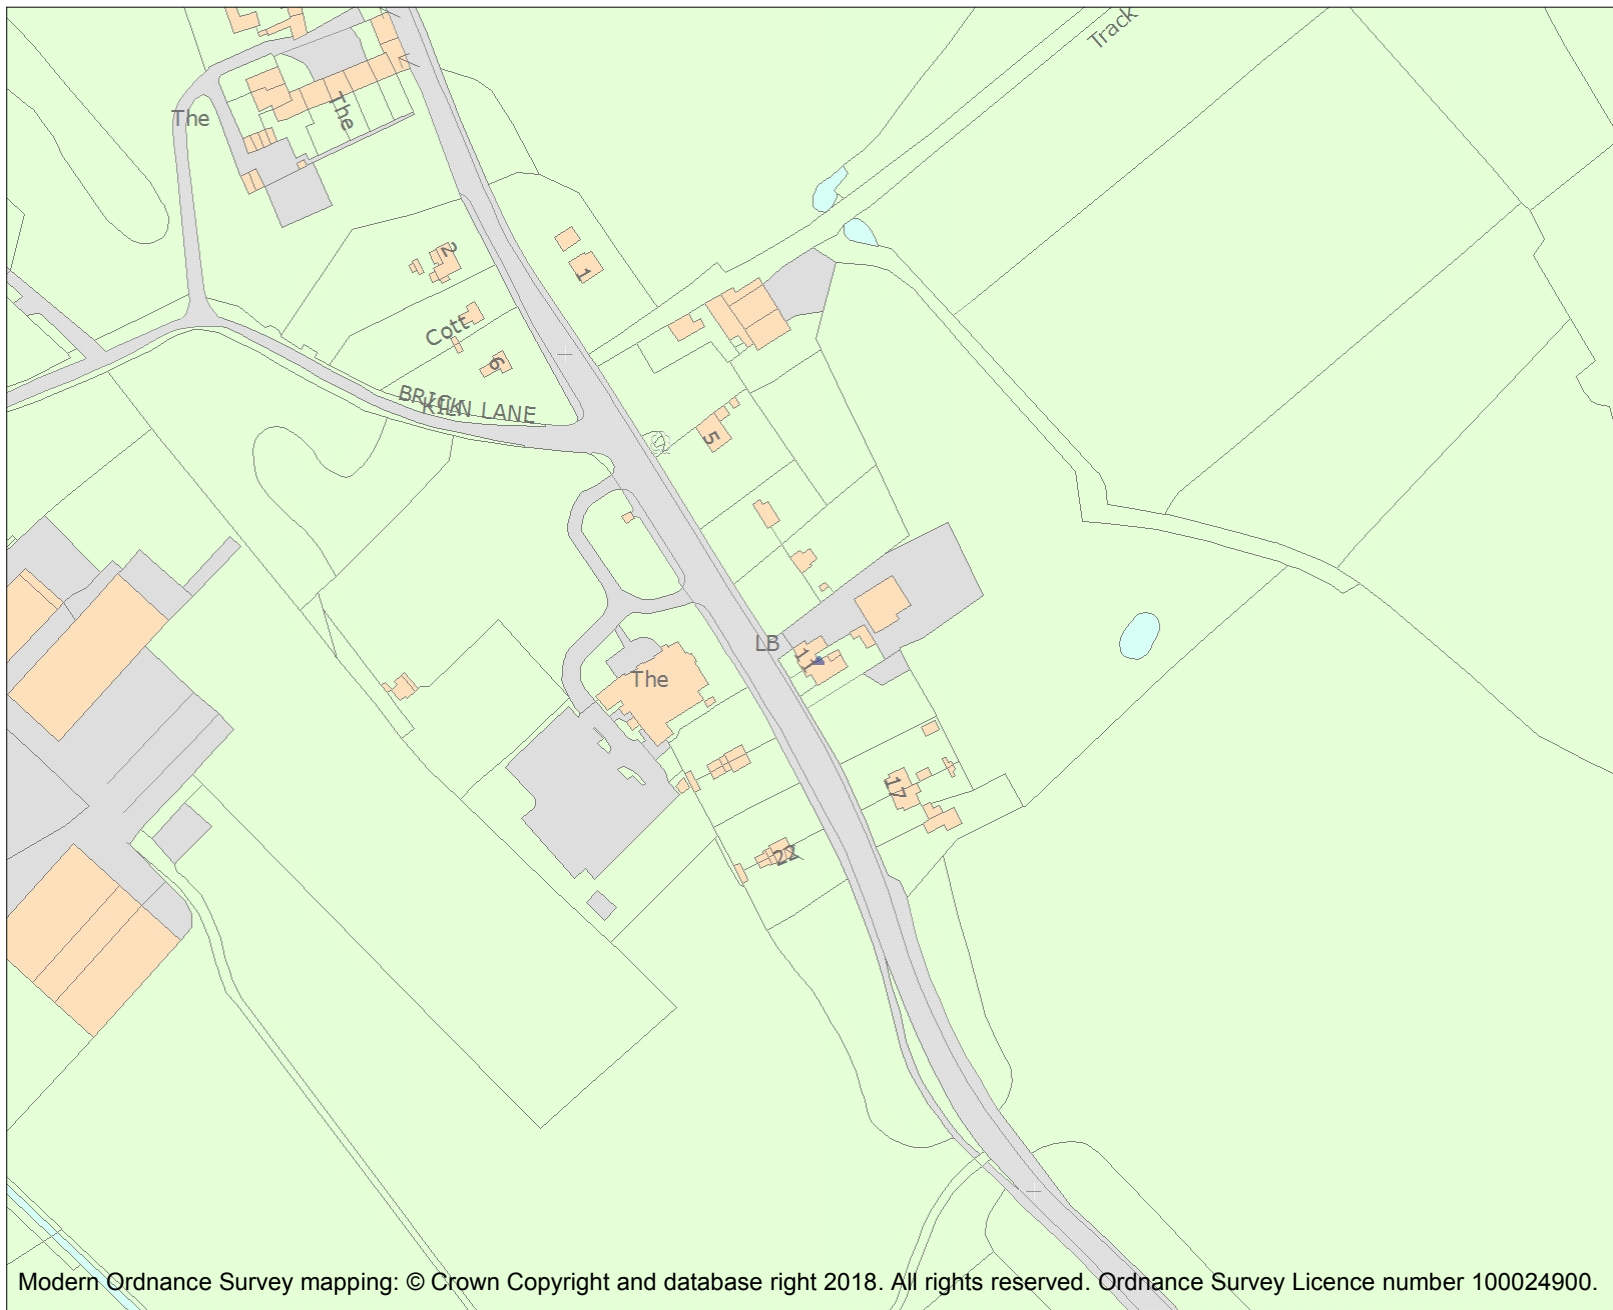 Track
The
The
2
1
Cott
6
BRICK
KILN LANE
5
LB
11
The
17
22
Modern Ordnance Survey mapping: © Crown Copyright and database right 2018. All rights reserved. Ordnance Survey Licence number 100024900.